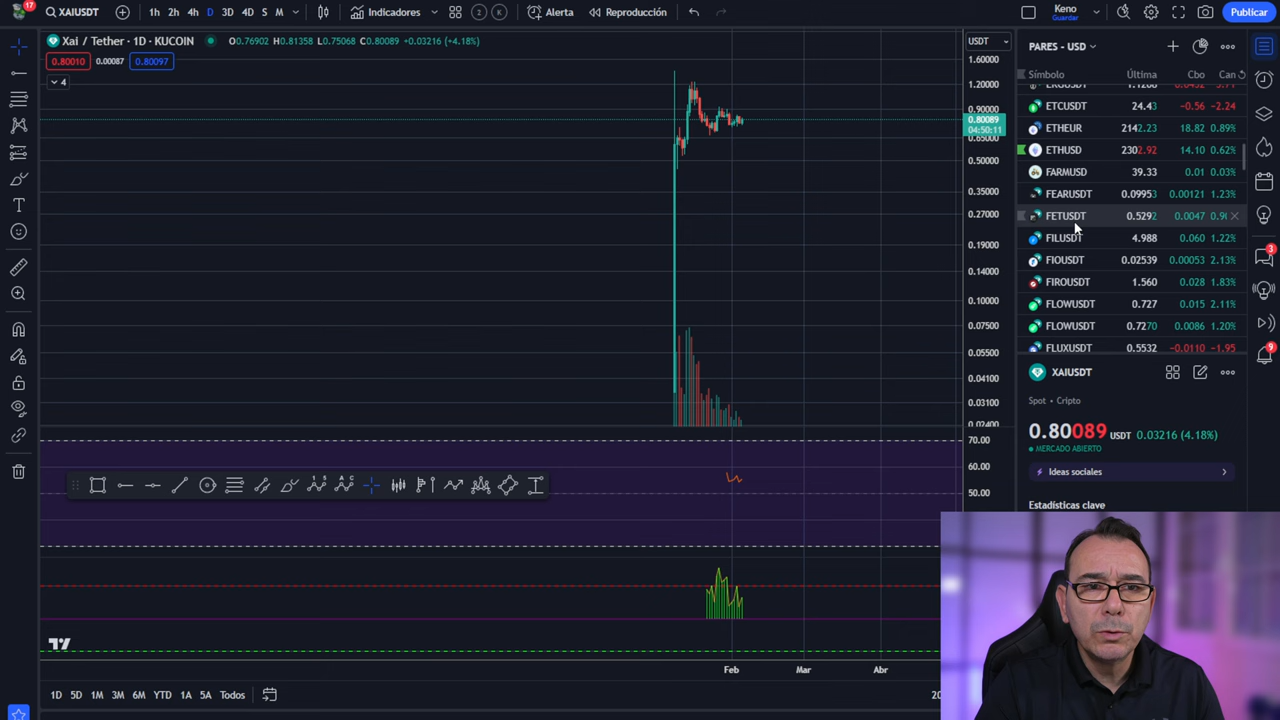 17 XAIUSDT 1h 2h 4h D 3D 4D S M Indicadores 2 K Alerta Reproducción Keno Guardar Publicar
Xai / Tether · 1D · KUCOIN O0.76902 H0.81358 L0.75068 C0.80089 +0.03216 (+4.18%)
0.80010 0.00087 0.80097
4
USDT
1.60000
1.20000
0.90000
0.80089
04:50:11
0.65000
0.50000
0.35000
0.27000
0.19000
0.14000
0.10000
0.07500
0.05500
0.04100
0.03100
0.02400
70.00
60.00
50.00
Feb Mar Abr
1D 5D 1M 3M 6M YTD 1A 5A Todos
PARES - USD
Símbolo Última Cbo Can
ETCUSDT 24.43 -0.56 -2.24
ETHEUR 2142.23 18.82 0.89%
ETHUSD 2302.92 14.10 0.62%
FARMUSD 39.33 0.01 0.03%
FEARUSDT 0.09953 0.00121 1.23%
FETUSDT 0.5292 0.0047
FILUSDT 4.988 0.060 1.22%
FIOUSDT 0.02539 0.00053 2.13%
FIROUSDT 1.560 0.028 1.83%
FLOWUSDT 0.727 0.015 2.11%
FLOWUSDT 0.7270 0.0086 1.20%
FLUXUSDT 0.5532 -0.0110 -1.95
XAIUSDT
Spot • Cripto
0.80089 USDT 0.03216 (4.18%)
MERCADO ABIERTO
Ideas sociales
Estadísticas clave
3
9